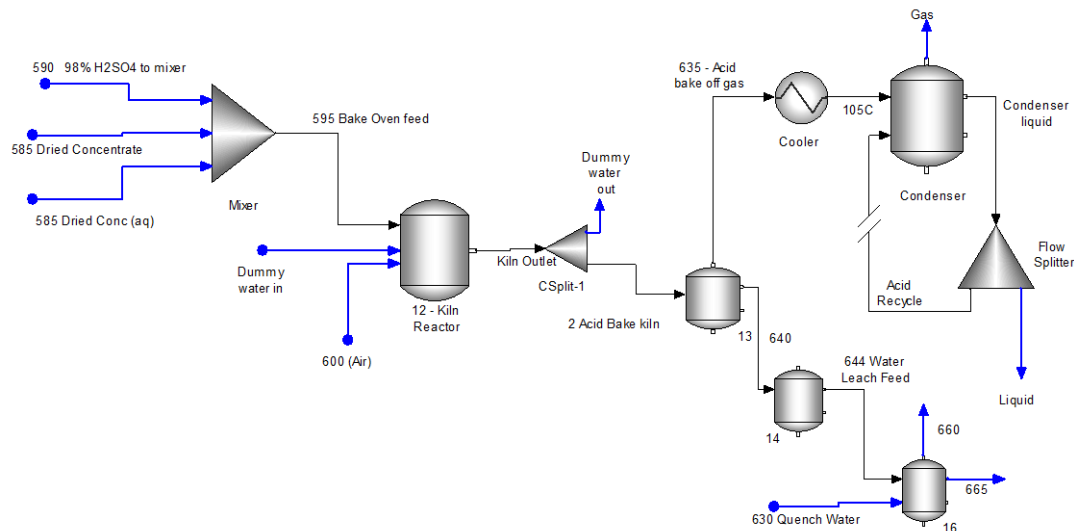 Gas
590   98% H2SO4 to mixer
635 - Acid
bake off gas
105C
Condenser
liquid
Cooler
595 Bake Oven feed
585 Dried Concentrate
Dummy
water
out
Condenser
Mixer
585 Dried Conc (aq)
Flow
Splitter
Kiln Outlet
Dummy
water in
CSplit-1
Acid
Recycle
12 - Kiln
Reactor
2 Acid Bake kiln
13
640
600 (Air)
644 Water
Leach Feed
Liquid
14
660
665
630 Quench Water
16